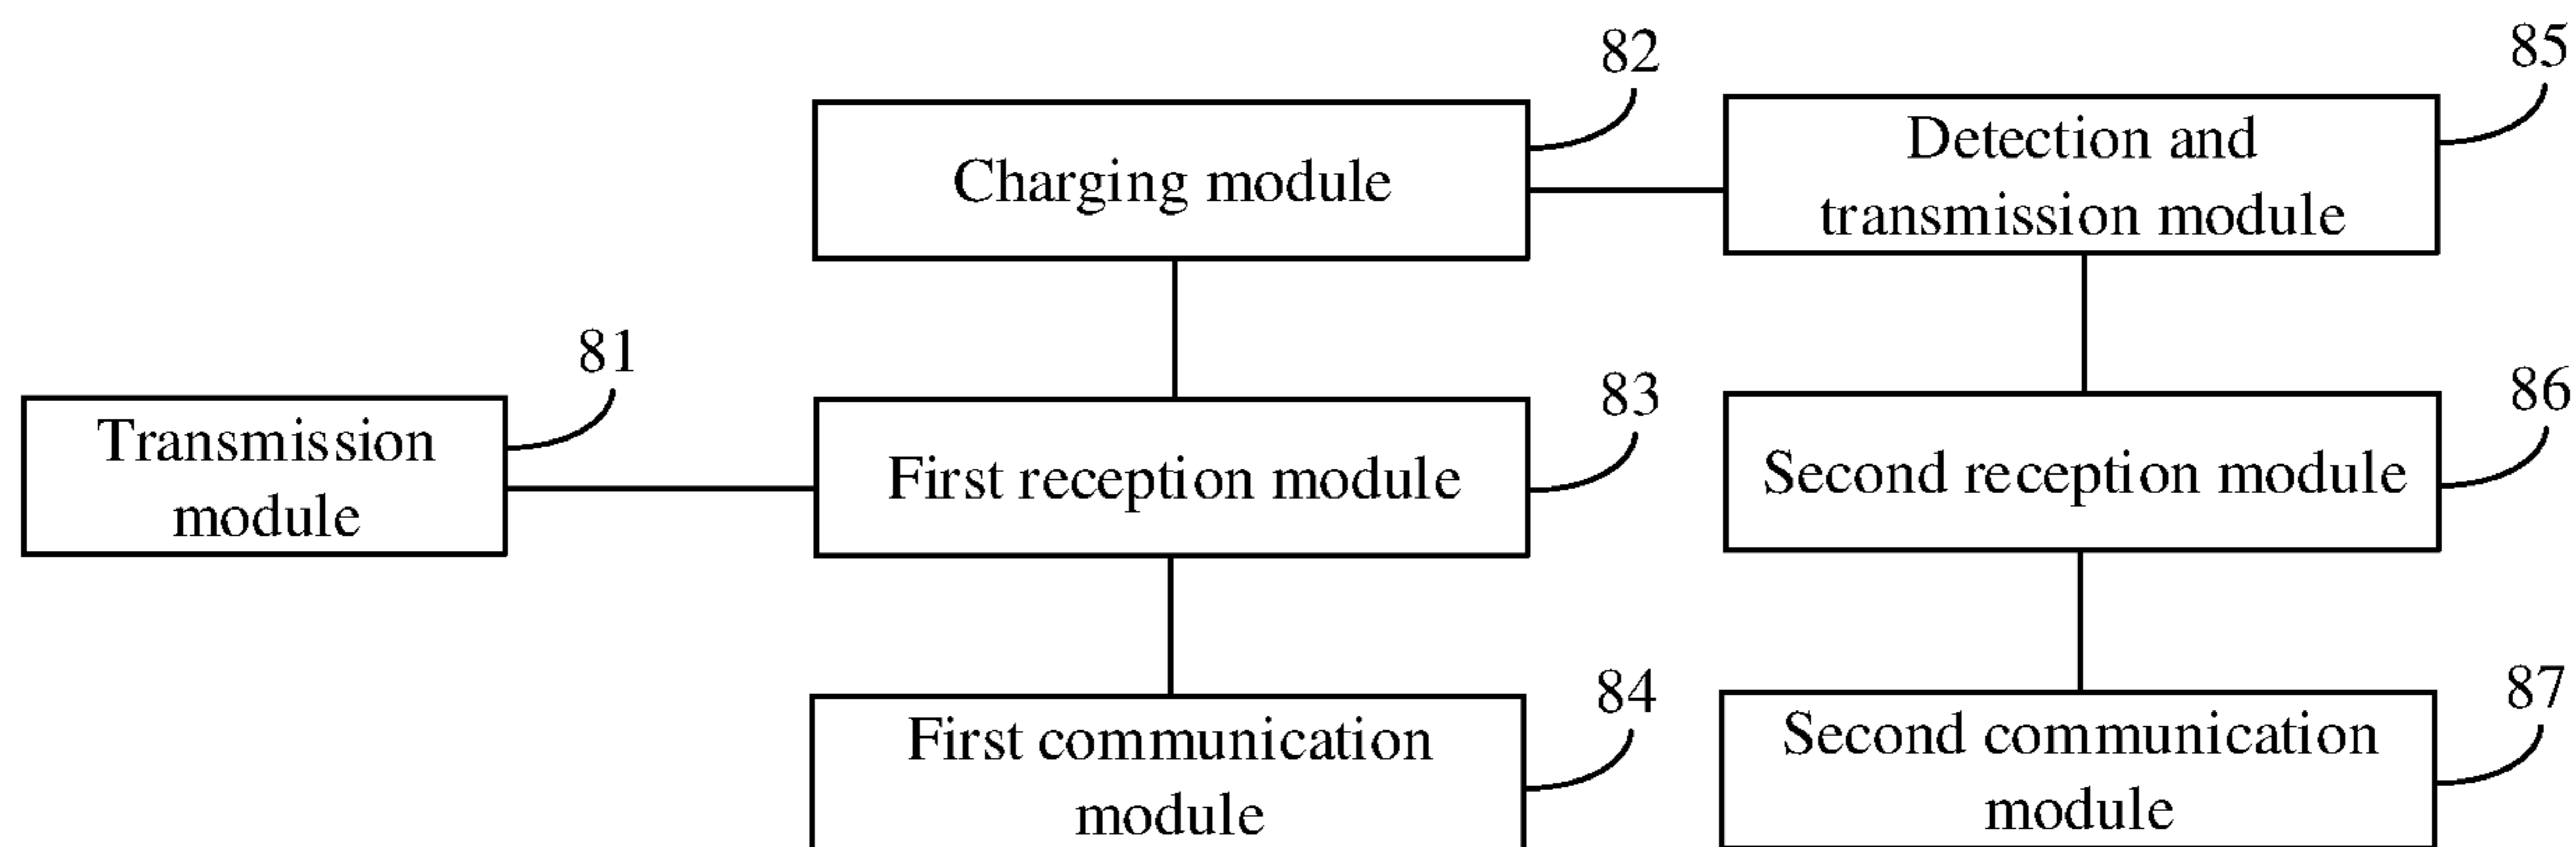 82
85
Charging module
Detection and
transmission module
81
83
86
Transmission
module
First reception module
Second reception module
84
87
First communication
module
Second communication
module